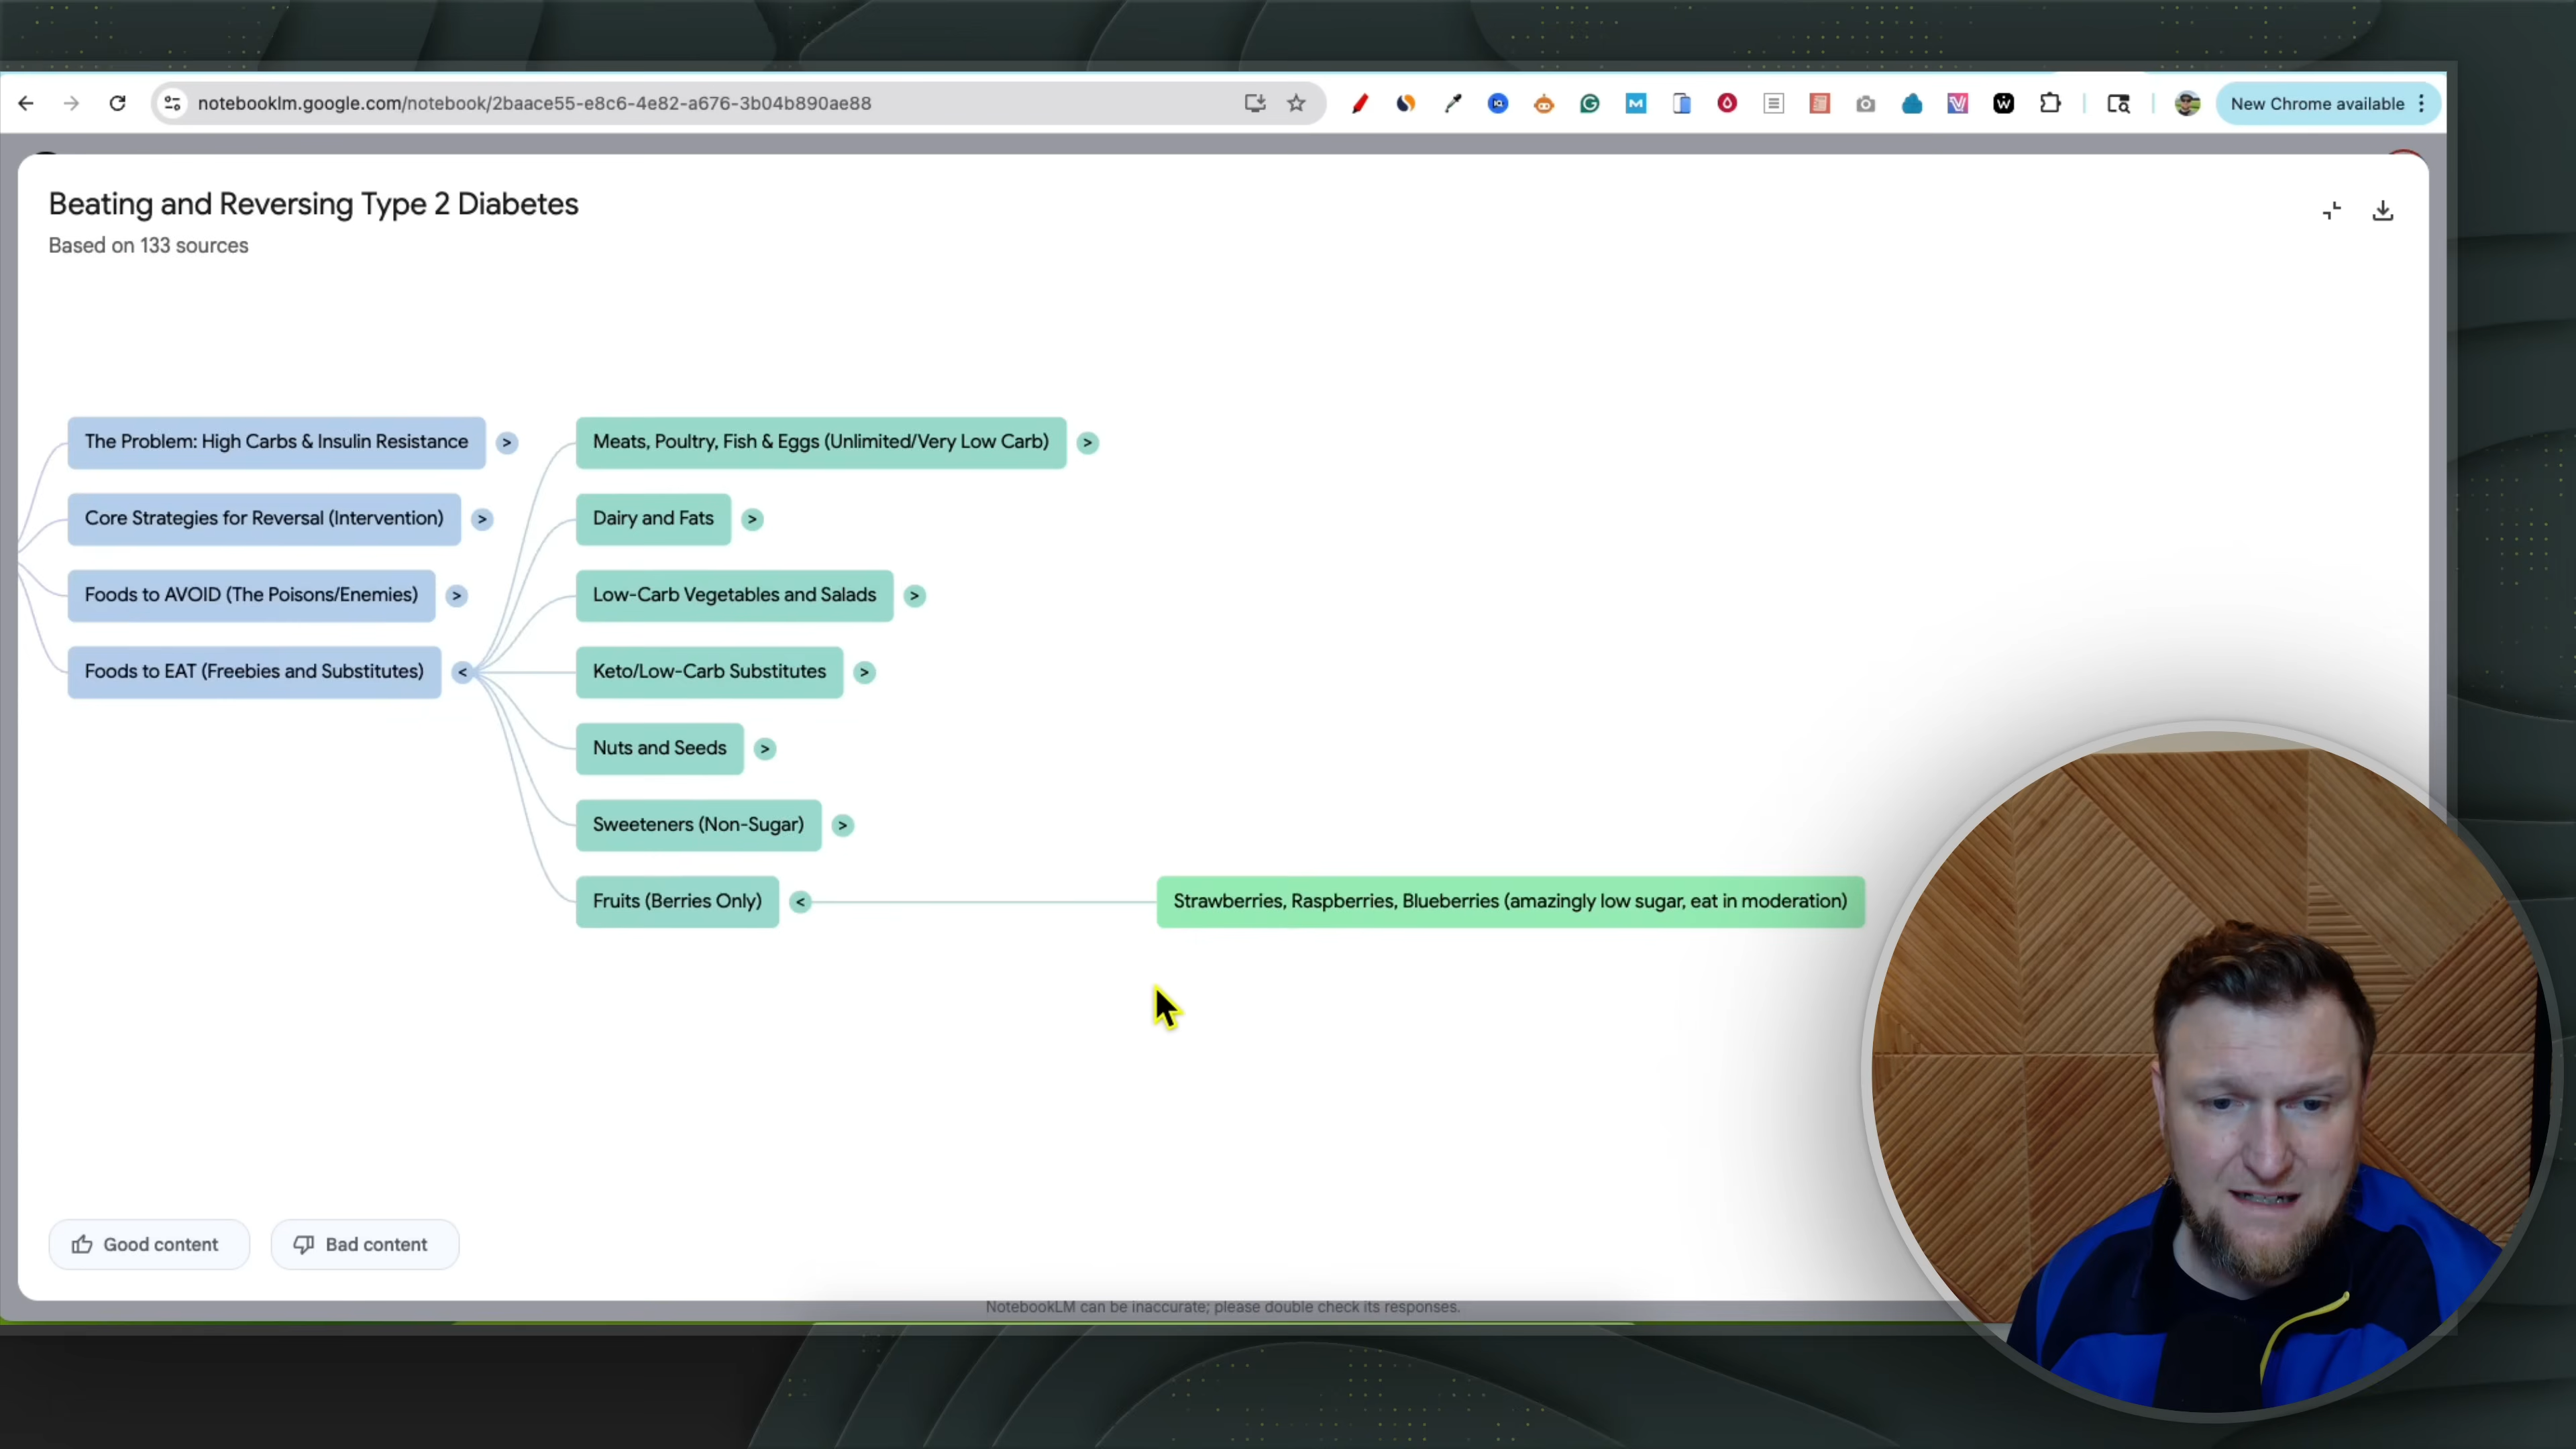 notebooklm.google.com/notebook/2baace55-e8c6-4e82-a676-3b04b890ae88
New Chrome available
Beating and Reversing Type 2 Diabetes
Based on 133 sources
The Problem: High Carbs & Insulin Resistance >
Core Strategies for Reversal (Intervention) >
Foods to AVOID (The Poisons/Enemies) >
Foods to EAT (Freebies and Substitutes) <
Meats, Poultry, Fish & Eggs (Unlimited/Very Low Carb) >
Dairy and Fats >
Low-Carb Vegetables and Salads >
Keto/Low-Carb Substitutes >
Nuts and Seeds >
Sweeteners (Non-Sugar) >
Fruits (Berries Only) <
Strawberries, Raspberries, Blueberries (amazingly low sugar, eat in moderation)
Good content
Bad content
NotebookLM can be inaccurate; please double check its responses.